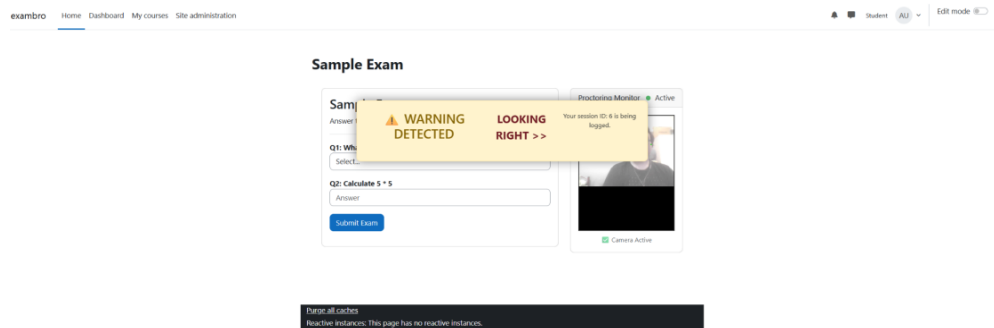 exambro Home Dashboard My courses Site administration Student AU Edit mode
Sample Exam
Proctoring Monitor Active
Sam
Answer
⚠ WARNING DETECTED
LOOKING RIGHT >>
Your session ID: 6 is being logged.
Q1:
Select...
Q2: Calculate 5 * 5
Answer
Submit Exam
Camera Active
Purge all caches
Reactive instances: This page has no reactive instances.